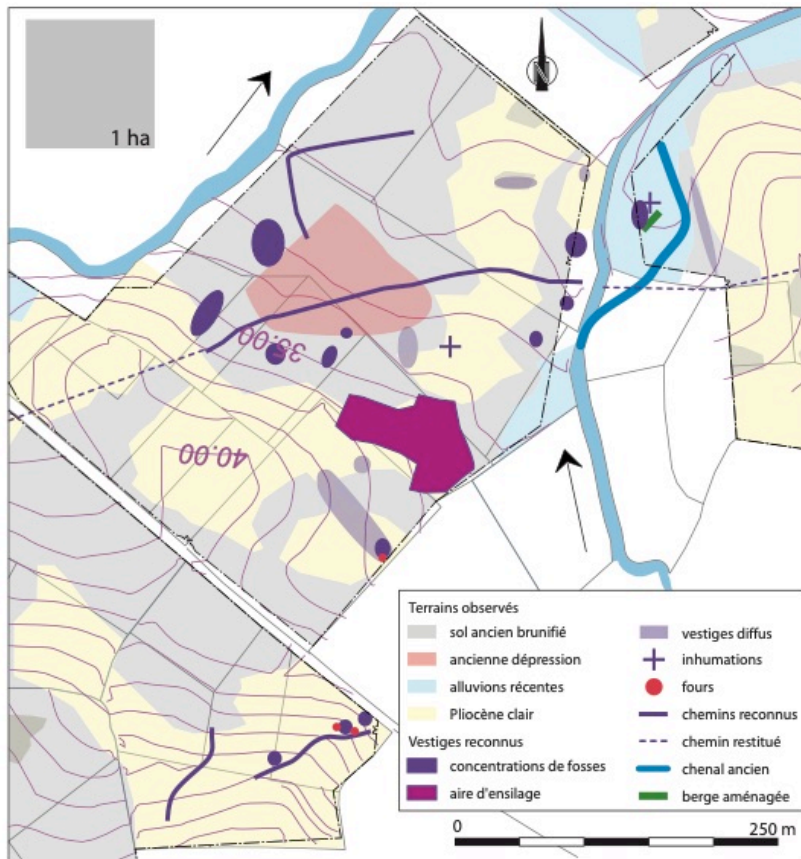 1 ha
N
35.00
40.00
Terrains observés
sol ancien brunifié
ancienne dépression
alluvions récentes
Pliocène clair
Vestiges reconnus
concentrations de fosses
aire d'ensilage
vestiges diffus
inhumations
fours
chemins reconnus
chemin restitué
chenal ancien
berge aménagée
0
250 m